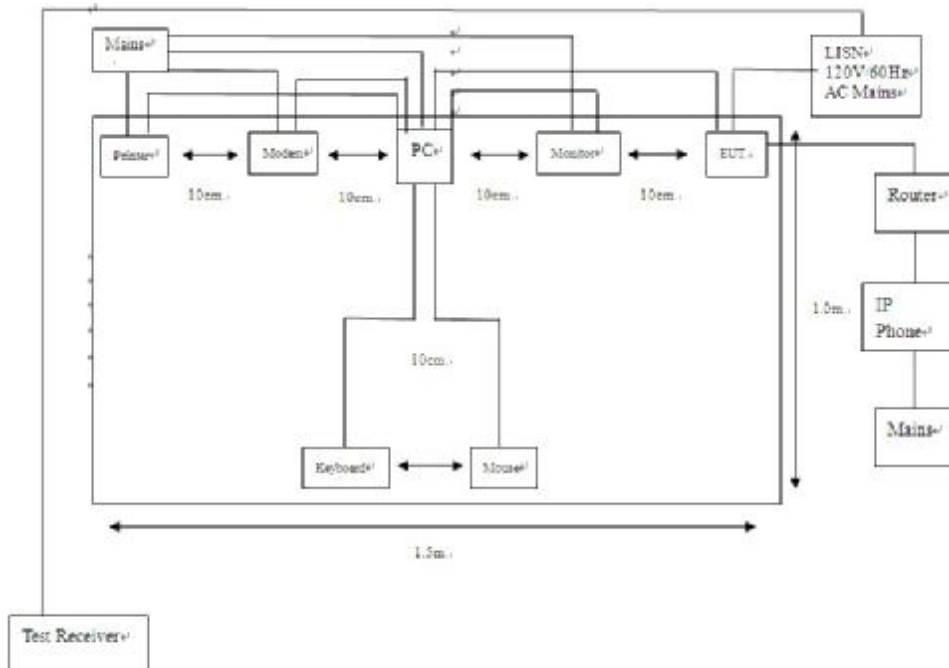 Mains
LISN
120V/60Hz
AC Mains
Printer
Modem
PC
Monitor
EUT.
10cm.
10cm.
10cm.
10cm.
Router
1.0m.
IP
Phone
10cm.
Mains
Keyboard
Mouse
1.5m.
Test Receiver